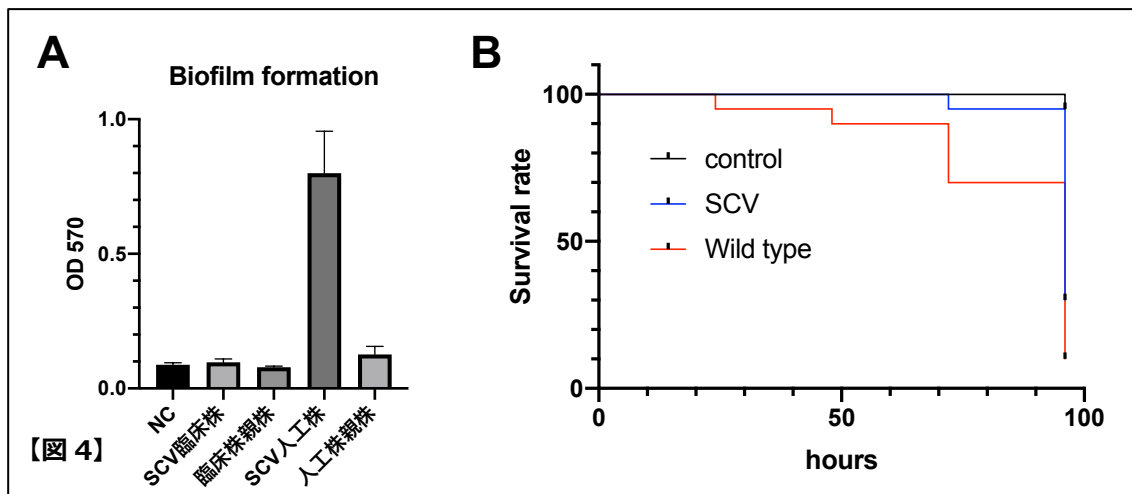 A
Biofilm formation
OD 570
1.0
0.5
0.0
NC
SCV臨床株
臨床株親株
SCV人工株
人工株親株
【図 4】
B
Survival rate
100
50
0
control
SCV
Wild type
0
50
100
hours